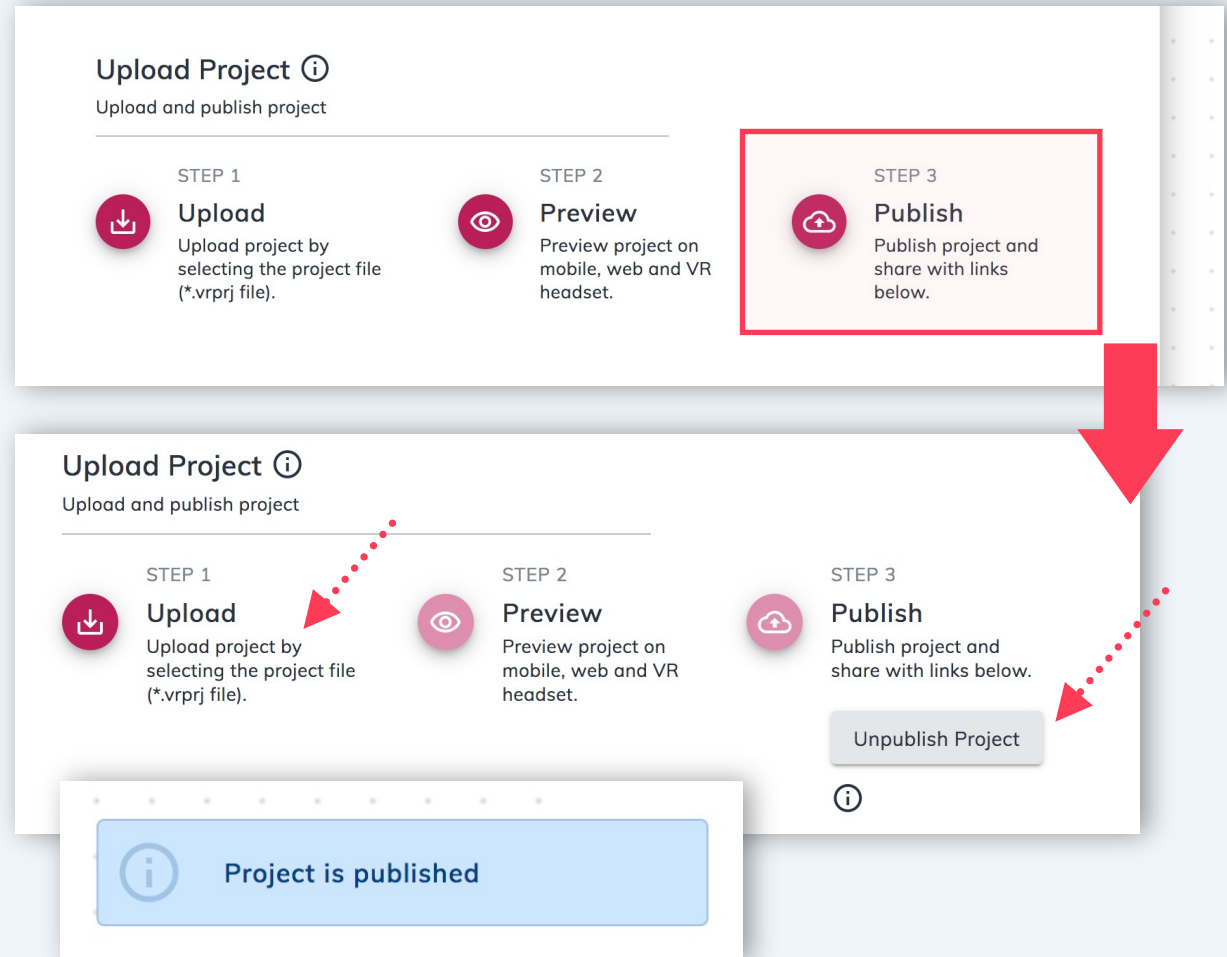 Upload Project
Upload and publish project
STEP 1
Upload
Upload project by
selecting the project file
(*.vrprj file).
STEP 2
Preview
Preview project on
mobile, web and VR
headset.
STEP 3
Publish
Publish project and
share with links
below.
Upload Project
Upload and publish project
STEP 1
Upload
Upload project by
selecting the project file
(*.vrprj file).
STEP 2
Preview
Preview project on
mobile, web and VR
headset.
STEP 3
Publish
Publish project and
share with links below.
Unpublish Project
Project is published